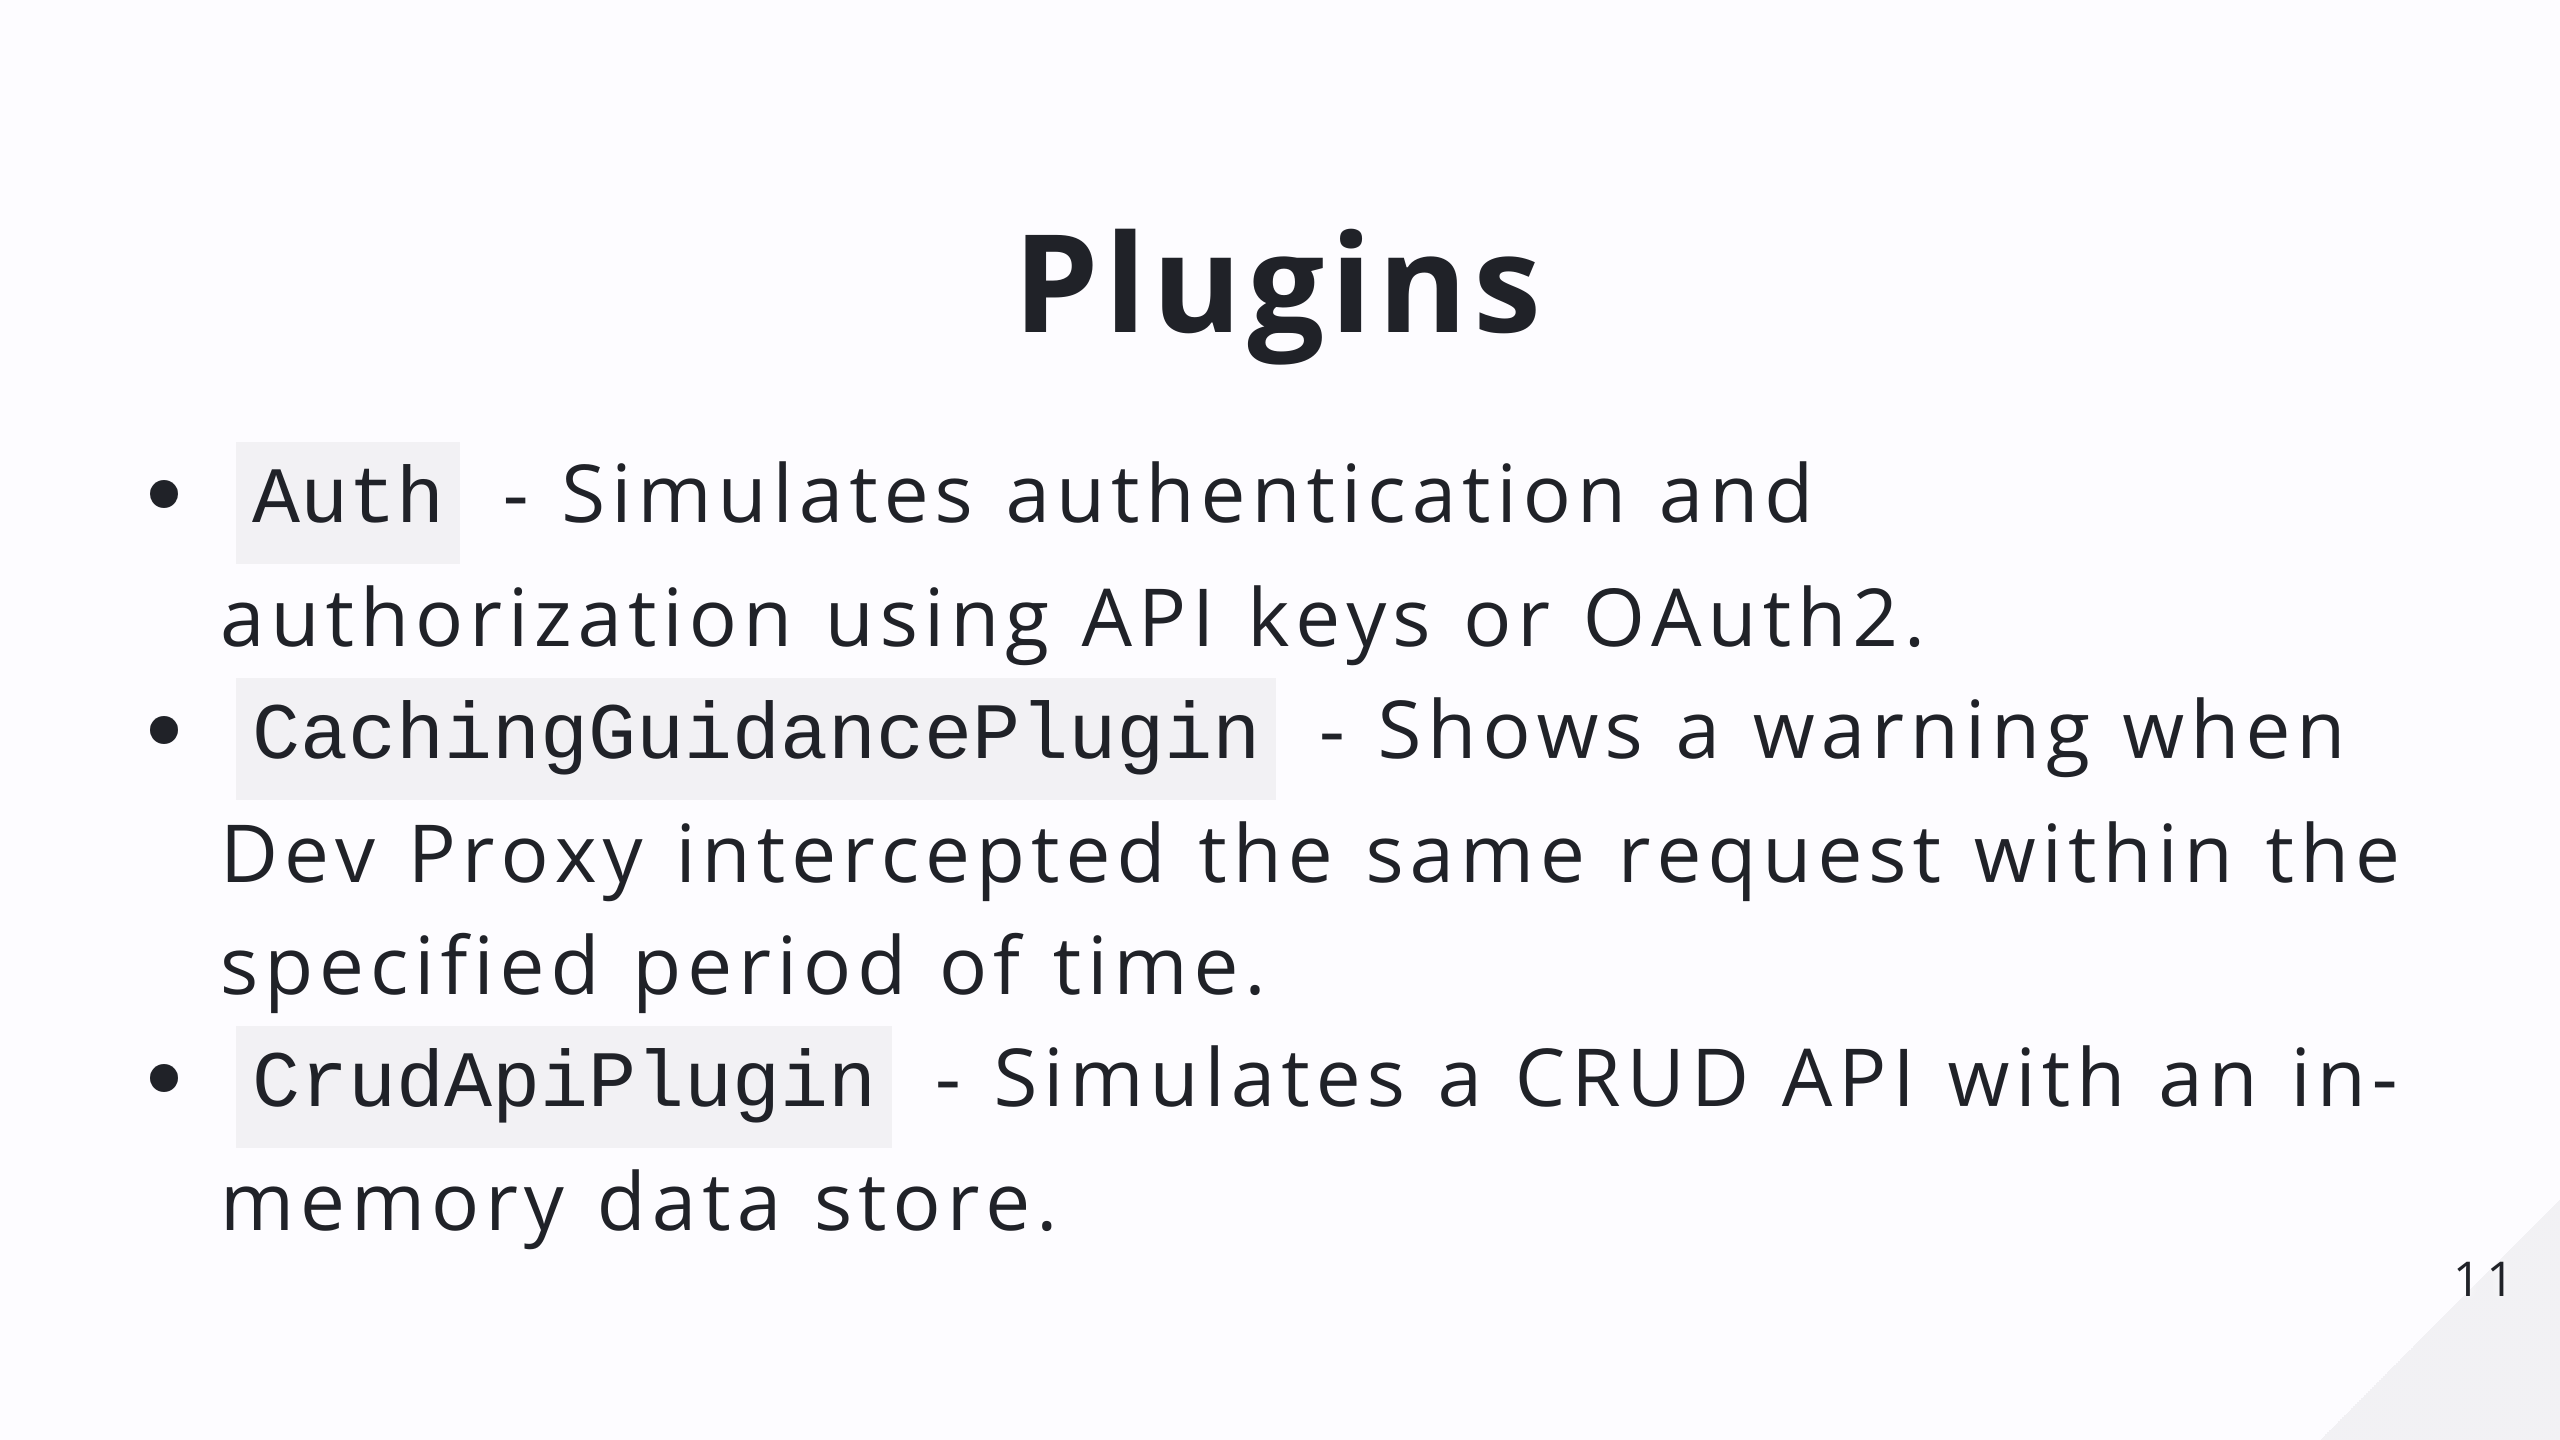 Plugins
• Auth - Simulates authentication and
authorization using API keys or OAuth2.
• CachingGuidancePlugin - Shows a warning when
Dev Proxy intercepted the same request within the
specified period of time.
• CrudApiPlugin - Simulates a CRUD API with an in-
memory data store.
11